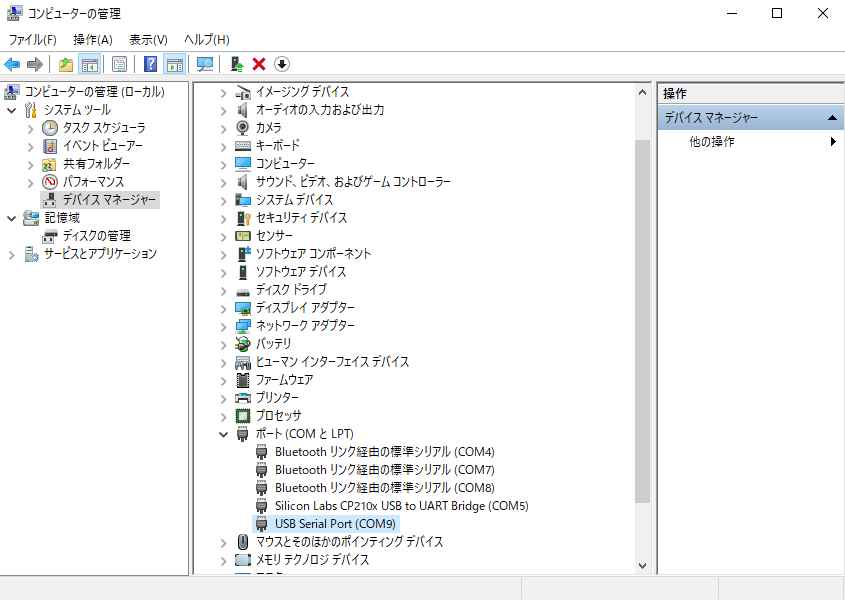 コンピューターの管理
ファイル(F) 操作(A) 表示(V) ヘルプ(H)
コンピューターの管理 (ローカル)
システム ツール
タスク スケジューラ
イベント ビューアー
共有フォルダー
パフォーマンス
デバイス マネージャー
記憶域
ディスクの管理
サービスとアプリケーション
イメージング デバイス
オーディオの入力および出力
カメラ
キーボード
コンピューター
サウンド、ビデオ、およびゲーム コントローラー
システム デバイス
セキュリティ デバイス
センサー
ソフトウェア コンポーネント
ソフトウェア デバイス
ディスク ドライブ
ディスプレイ アダプター
ネットワーク アダプター
バッテリ
ヒューマン インターフェイス デバイス
ファームウェア
プリンター
プロセッサ
ポート (COM と LPT)
Bluetooth リンク経由の標準シリアル (COM4)
Bluetooth リンク経由の標準シリアル (COM7)
Bluetooth リンク経由の標準シリアル (COM8)
Silicon Labs CP210x USB to UART Bridge (COM5)
USB Serial Port (COM9)
マウスとそのほかのポインティング デバイス
メモリ テクノロジ デバイス
操作
デバイス マネージャー
他の操作